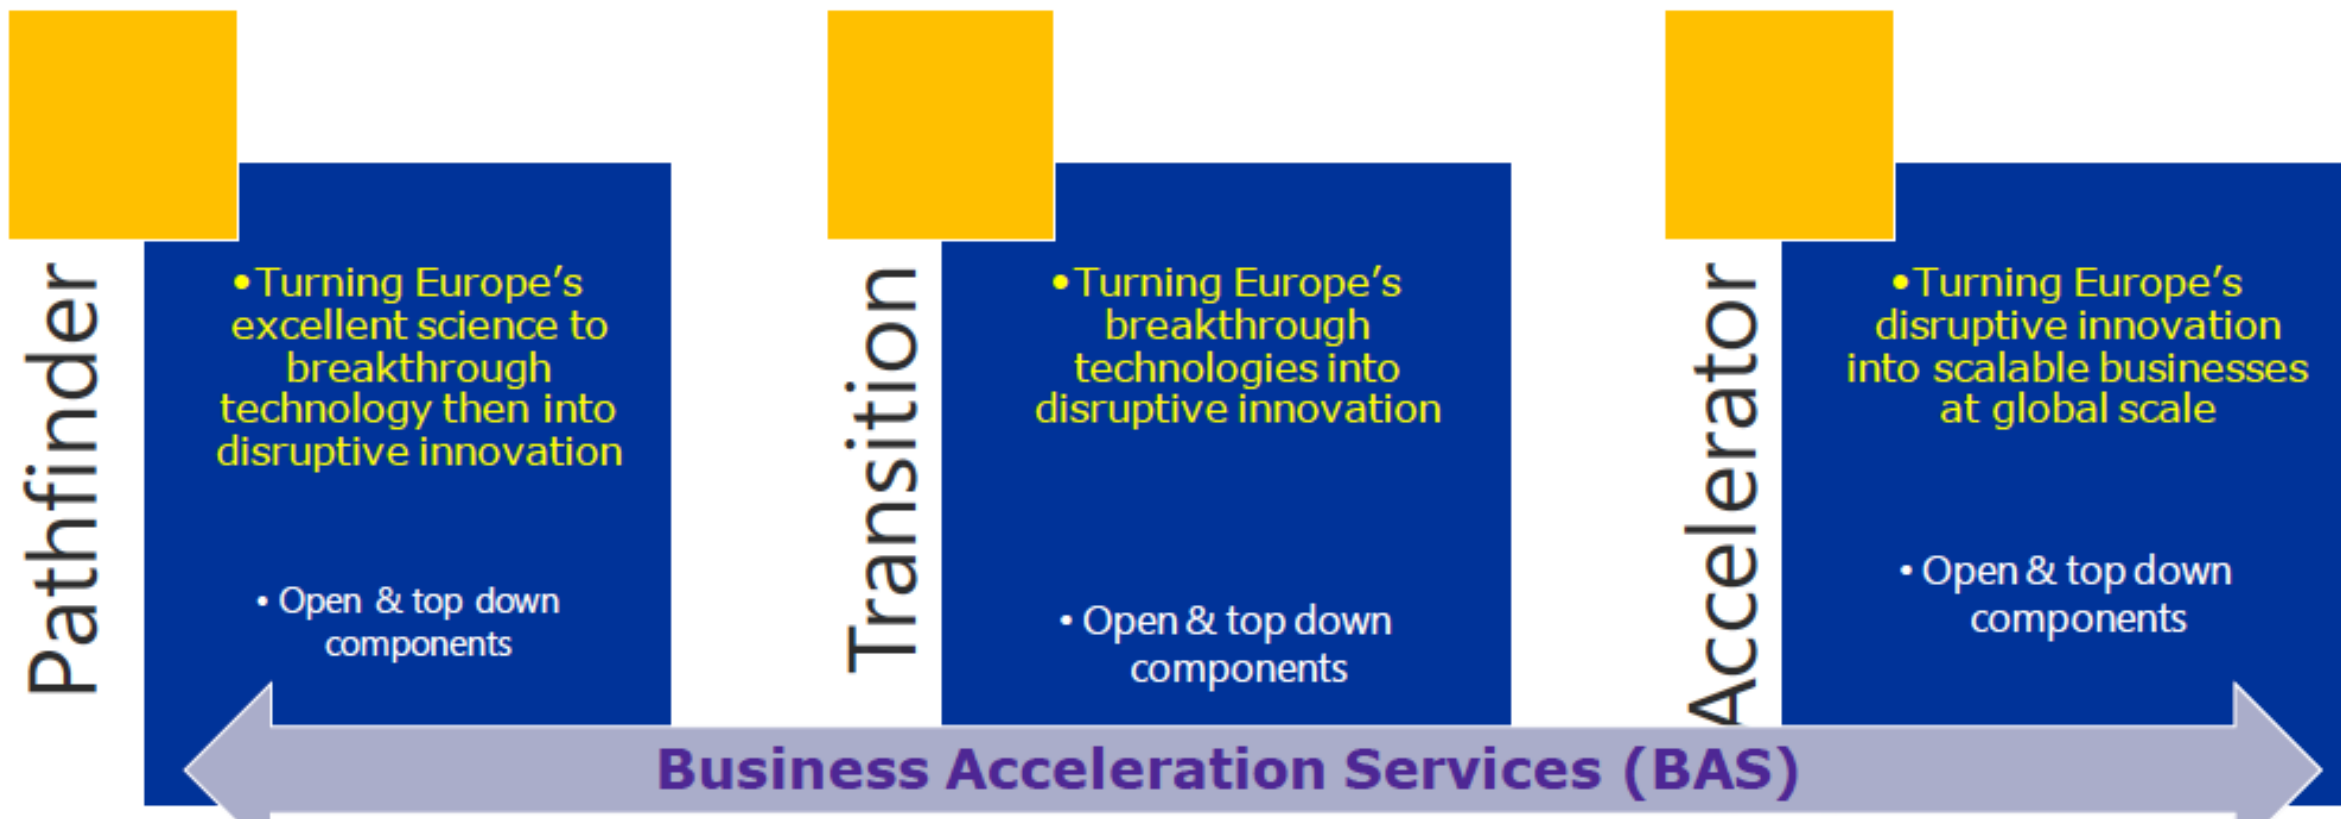 Pathfinder
•Turning Europe’s
excellent science to
breakthrough
technology then into
disruptive innovation
• Open & top down
components
Transition
•Turning Europe’s
breakthrough
technologies into
disruptive innovation
• Open & top down
components
Accelerator
•Turning Europe’s
disruptive innovation
into scalable businesses
at global scale
• Open & top down
components
Business Acceleration Services (BAS)